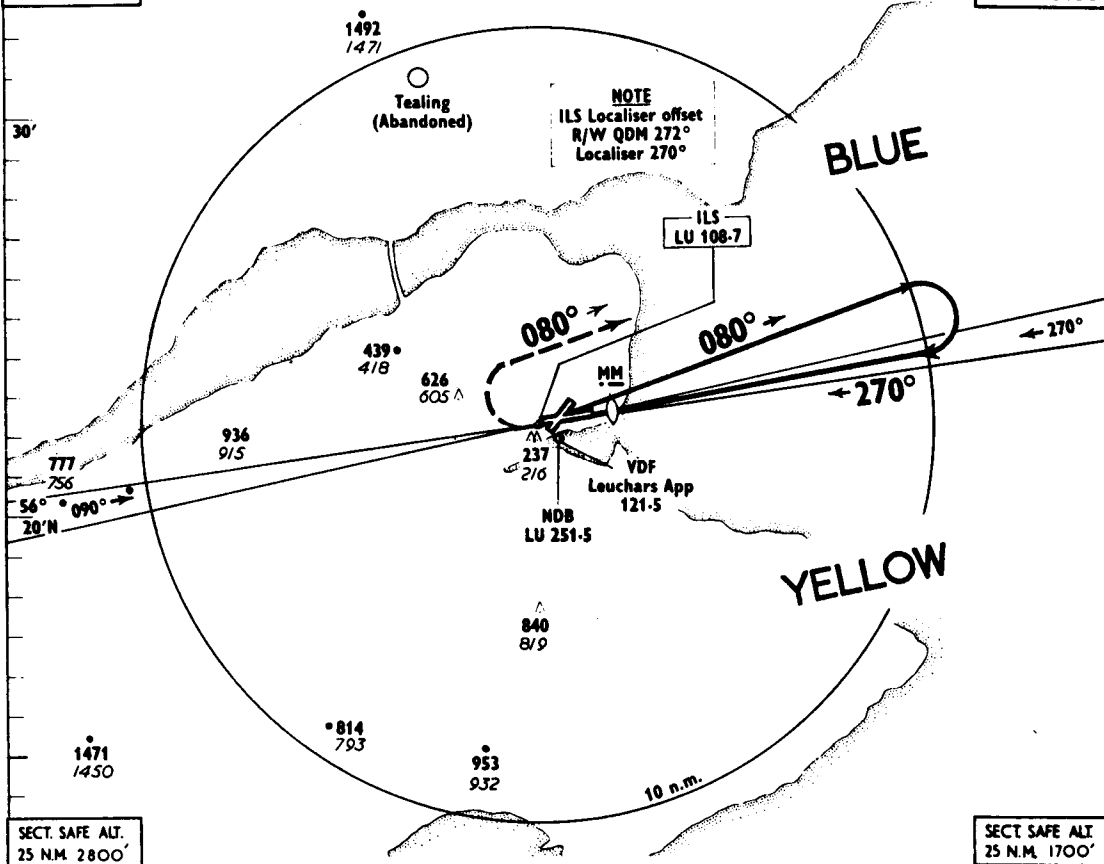 1492
1471
Tealing
(Abandoned)
NOTE
ILS Localiser offset
R/W QDM 272°
Localiser 270°
30'
BLUE
ILS
LU 108·7
080°
080°
270°
439
418
MM
626
605
270°
936
915
237
216
777
756
VDF
Leuchars App
121·5
56°
090°
20'N
NDB
LU 251·5
YELLOW
840
819
814
793
1471
1450
953
932
10 n.m.
SECT. SAFE ALT.
25 N.M. 2800'
SECT. SAFE ALT
25 N.M. 1700'